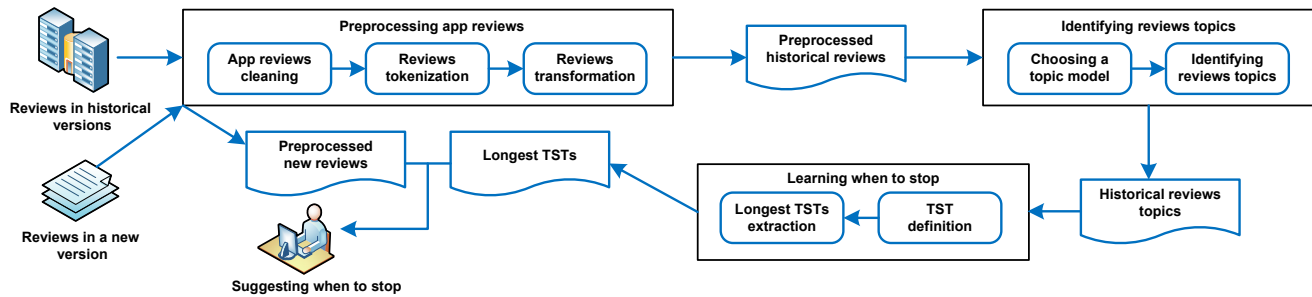 Preprocessing app reviews
App reviews
cleaning
Reviews
tokenization
Reviews
transformation
Preprocessed
historical reviews
Identifying reviews topics
Choosing a
topic model
Identifying
reviews topics
Reviews in historical
versions
Preprocessed
new reviews
Longest TSTs
Learning when to stop
Longest TSTs
extraction
TST
definition
Historical reviews
topics
Reviews in a new
version
Suggesting when to stop